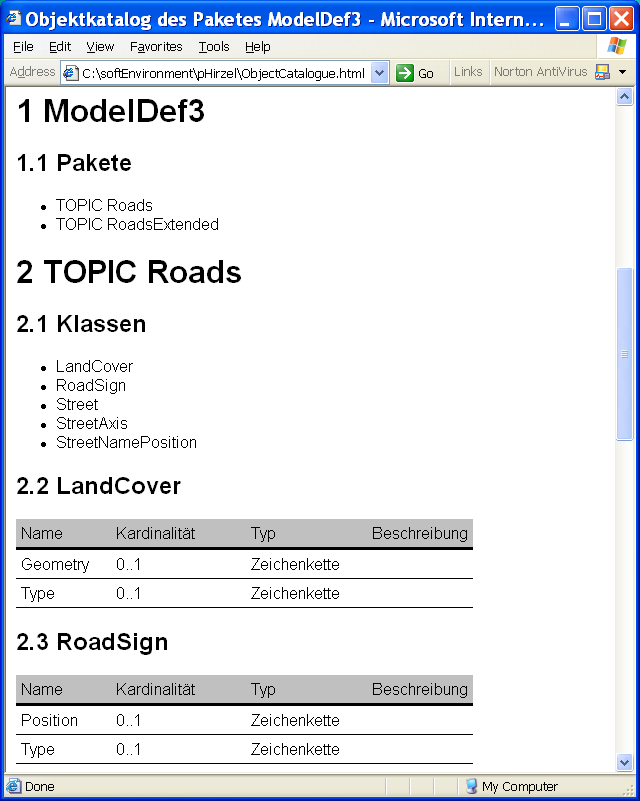 Objektkatalog des Paketes ModelDef3 - Microsoft Intern...
File Edit View Favorites Tools Help
Address C:\softEnvironment\pHirzel\ObjectCatalogue.html Go Links Norton AntiVirus
1 ModelDef3
1.1 Pakete
• TOPIC Roads
• TOPIC RoadsExtended
2 TOPIC Roads
2.1 Klassen
• LandCover
• RoadSign
• Street
• StreetAxis
• StreetNamePosition
2.2 LandCover
Name Kardinalität Typ Beschreibung
Geometry 0..1 Zeichenkette
Type 0..1 Zeichenkette
2.3 RoadSign
Name Kardinalität Typ Beschreibung
Position 0..1 Zeichenkette
Type 0..1 Zeichenkette
Done My Computer